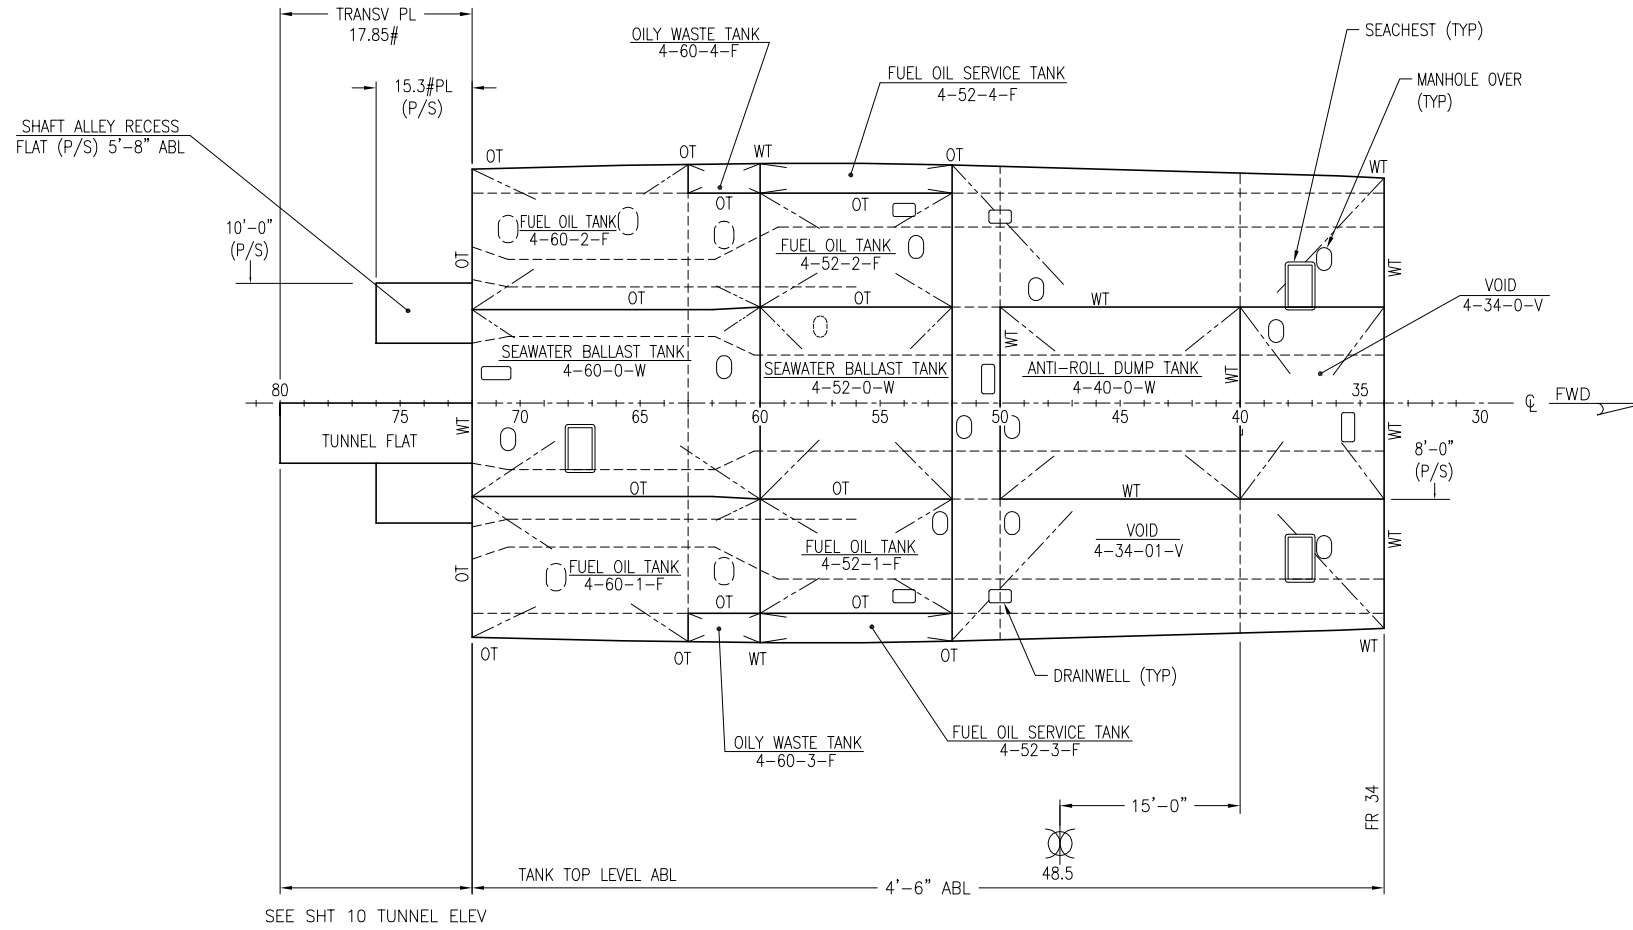 TRANSV PL
17.85#
OILY WASTE TANK
4-60-4-F
SEACHEST (TYP)
FUEL OIL SERVICE TANK
4-52-4-F
MANHOLE OVER
(TYP)
15.3#PL
(P/S)
SHAFT ALLEY RECESS
FLAT (P/S) 5'-8" ABL
OT
OT
WT
OT
WT
OT
OT
10'-0"
(P/S)
FUEL OIL TANK
4-60-2-F
FUEL OIL TANK
4-52-2-F
OT
WT
VOID
4-34-0-V
OT
OT
WT
WT
SEAWATER BALLAST TANK
4-60-0-W
SEAWATER BALLAST TANK
4-52-0-W
ANTI-ROLL DUMP TANK
4-40-0-W
WT
80
75
70
65
60
55
50
45
40
35
30
℄
FWD
TUNNEL FLAT
WT
WT
8'-0"
(P/S)
OT
OT
WT
VOID
4-34-01-V
WT
FUEL OIL TANK
4-52-1-F
OT
FUEL OIL TANK
4-60-1-F
OT
OT
OT
OT
WT
OT
WT
DRAINWELL (TYP)
OILY WASTE TANK
4-60-3-F
FUEL OIL SERVICE TANK
4-52-3-F
15'-0"
FR 34
48.5
TANK TOP LEVEL ABL
4'-6" ABL
SEE SHT 10 TUNNEL ELEV